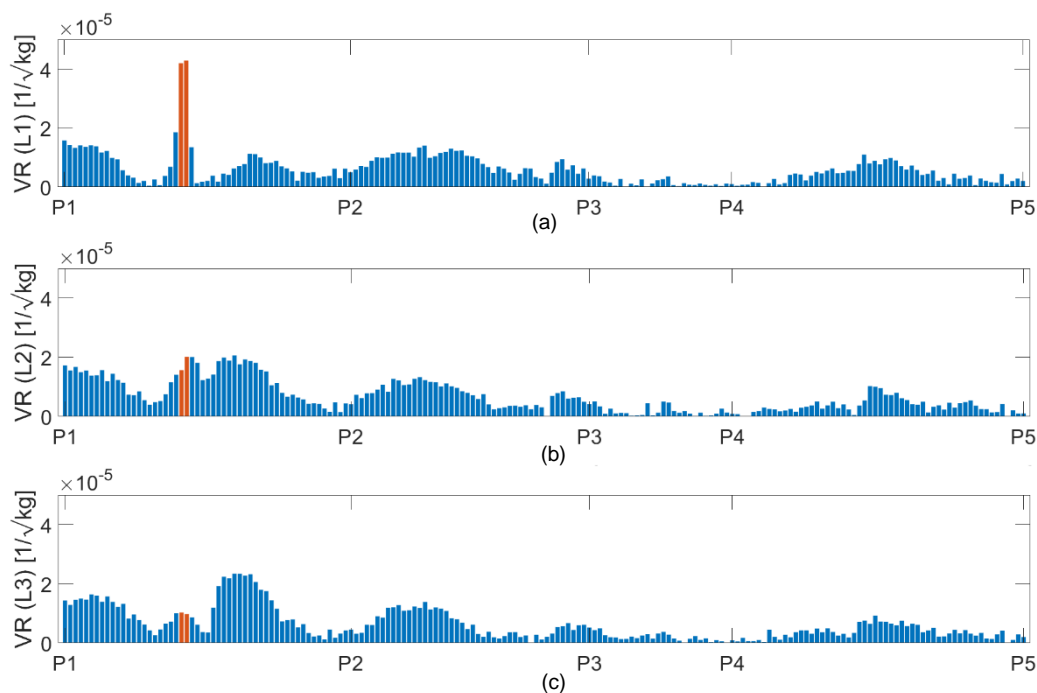 ×10⁻⁵
VR (L1) [1/√kg]
4
2
0
P1 P2 P3 P4 P5
(a)
×10⁻⁵
VR (L2) [1/√kg]
4
2
0
P1 P2 P3 P4 P5
(b)
×10⁻⁵
VR (L3) [1/√kg]
4
2
0
P1 P2 P3 P4 P5
(c)